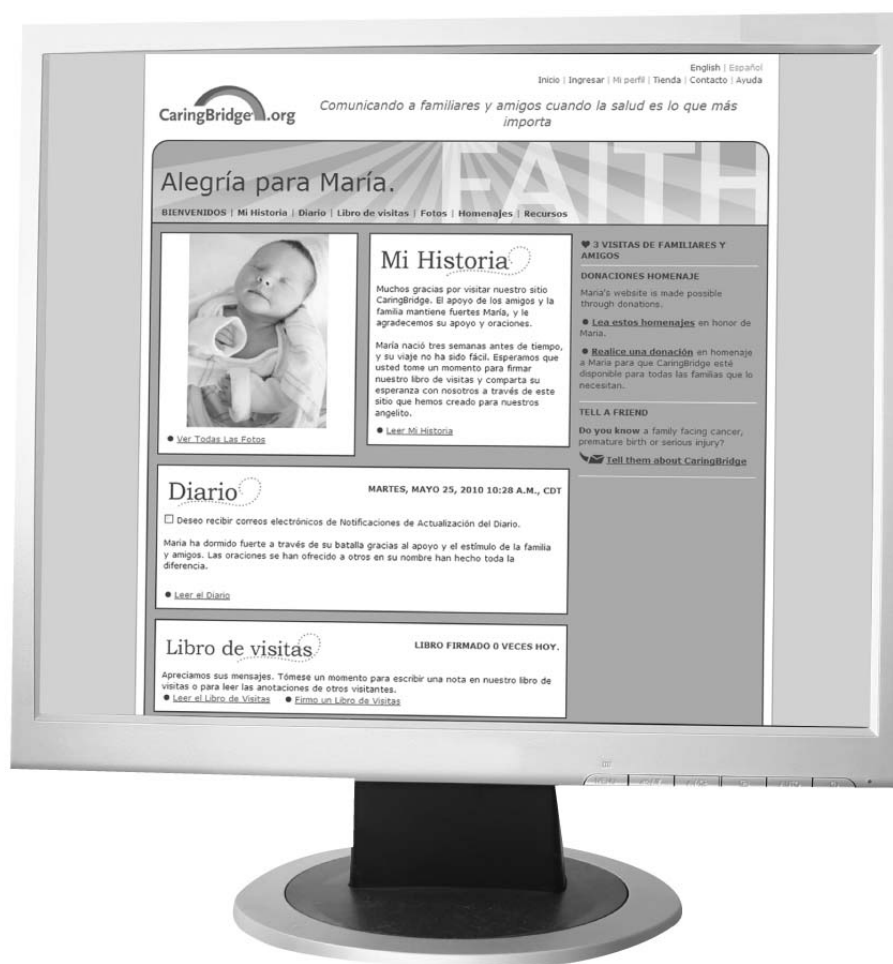 English | Español
Inicio | Ingresar | Mi perfil | Tienda | Contacto | Ayuda
CaringBridge.org
Comunicando a familiares y amigos cuando la salud es lo que más
importa
FAITH
Alegría para María.
BIENVENIDOS | Mi Historia | Diario | Libro de visitas | Fotos | Homenajes | Recursos
Ver Todas Las Fotos
Mi Historia
Muchos gracias por visitar nuestro sitio
CaringBridge. El apoyo de los amigos y la
familia mantiene fuertes María, y le
agradecemos su apoyo y oraciones.
María nació tres semanas antes de tiempo,
y su viaje no ha sido fácil. Esperamos que
usted tome un momento para firmar
nuestro libro de visitas y comparta su
esperanza con nosotros a través de este
sitio que hemos creado para nuestros
angelito.
Leer Mi Historia
3 VISITAS DE FAMILIARES Y
AMIGOS
DONACIONES HOMENAJE
Maria's website is made possible
through donations.
Lea estos homenajes en honor de
Maria.
Realice una donación en homenaje
a Maria para que CaringBridge esté
disponible para todas las familias que lo
necesitan.
TELL A FRIEND
Do you know a family facing cancer,
premature birth or serious injury?
Tell them about CaringBridge
Diario
MARTES, MAYO 25, 2010 10:28 A.M., CDT
Deseo recibir correos electrónicos de Notificaciones de Actualización del Diario.
Maria ha dormido fuerte a través de su batalla gracias al apoyo y el estímulo de la familia
y amigos. Las oraciones se han ofrecido a otros en su nombre han hecho toda la
diferencia.
Leer el Diario
Libro de visitas
LIBRO FIRMADO 0 VECES HOY.
Apreciamos sus mensajes. Tómese un momento para escribir una nota en nuestro libro de
visitas o para leer las anotaciones de otros visitantes.
Leer el Libro de Visitas
Firmo un Libro de Visitas